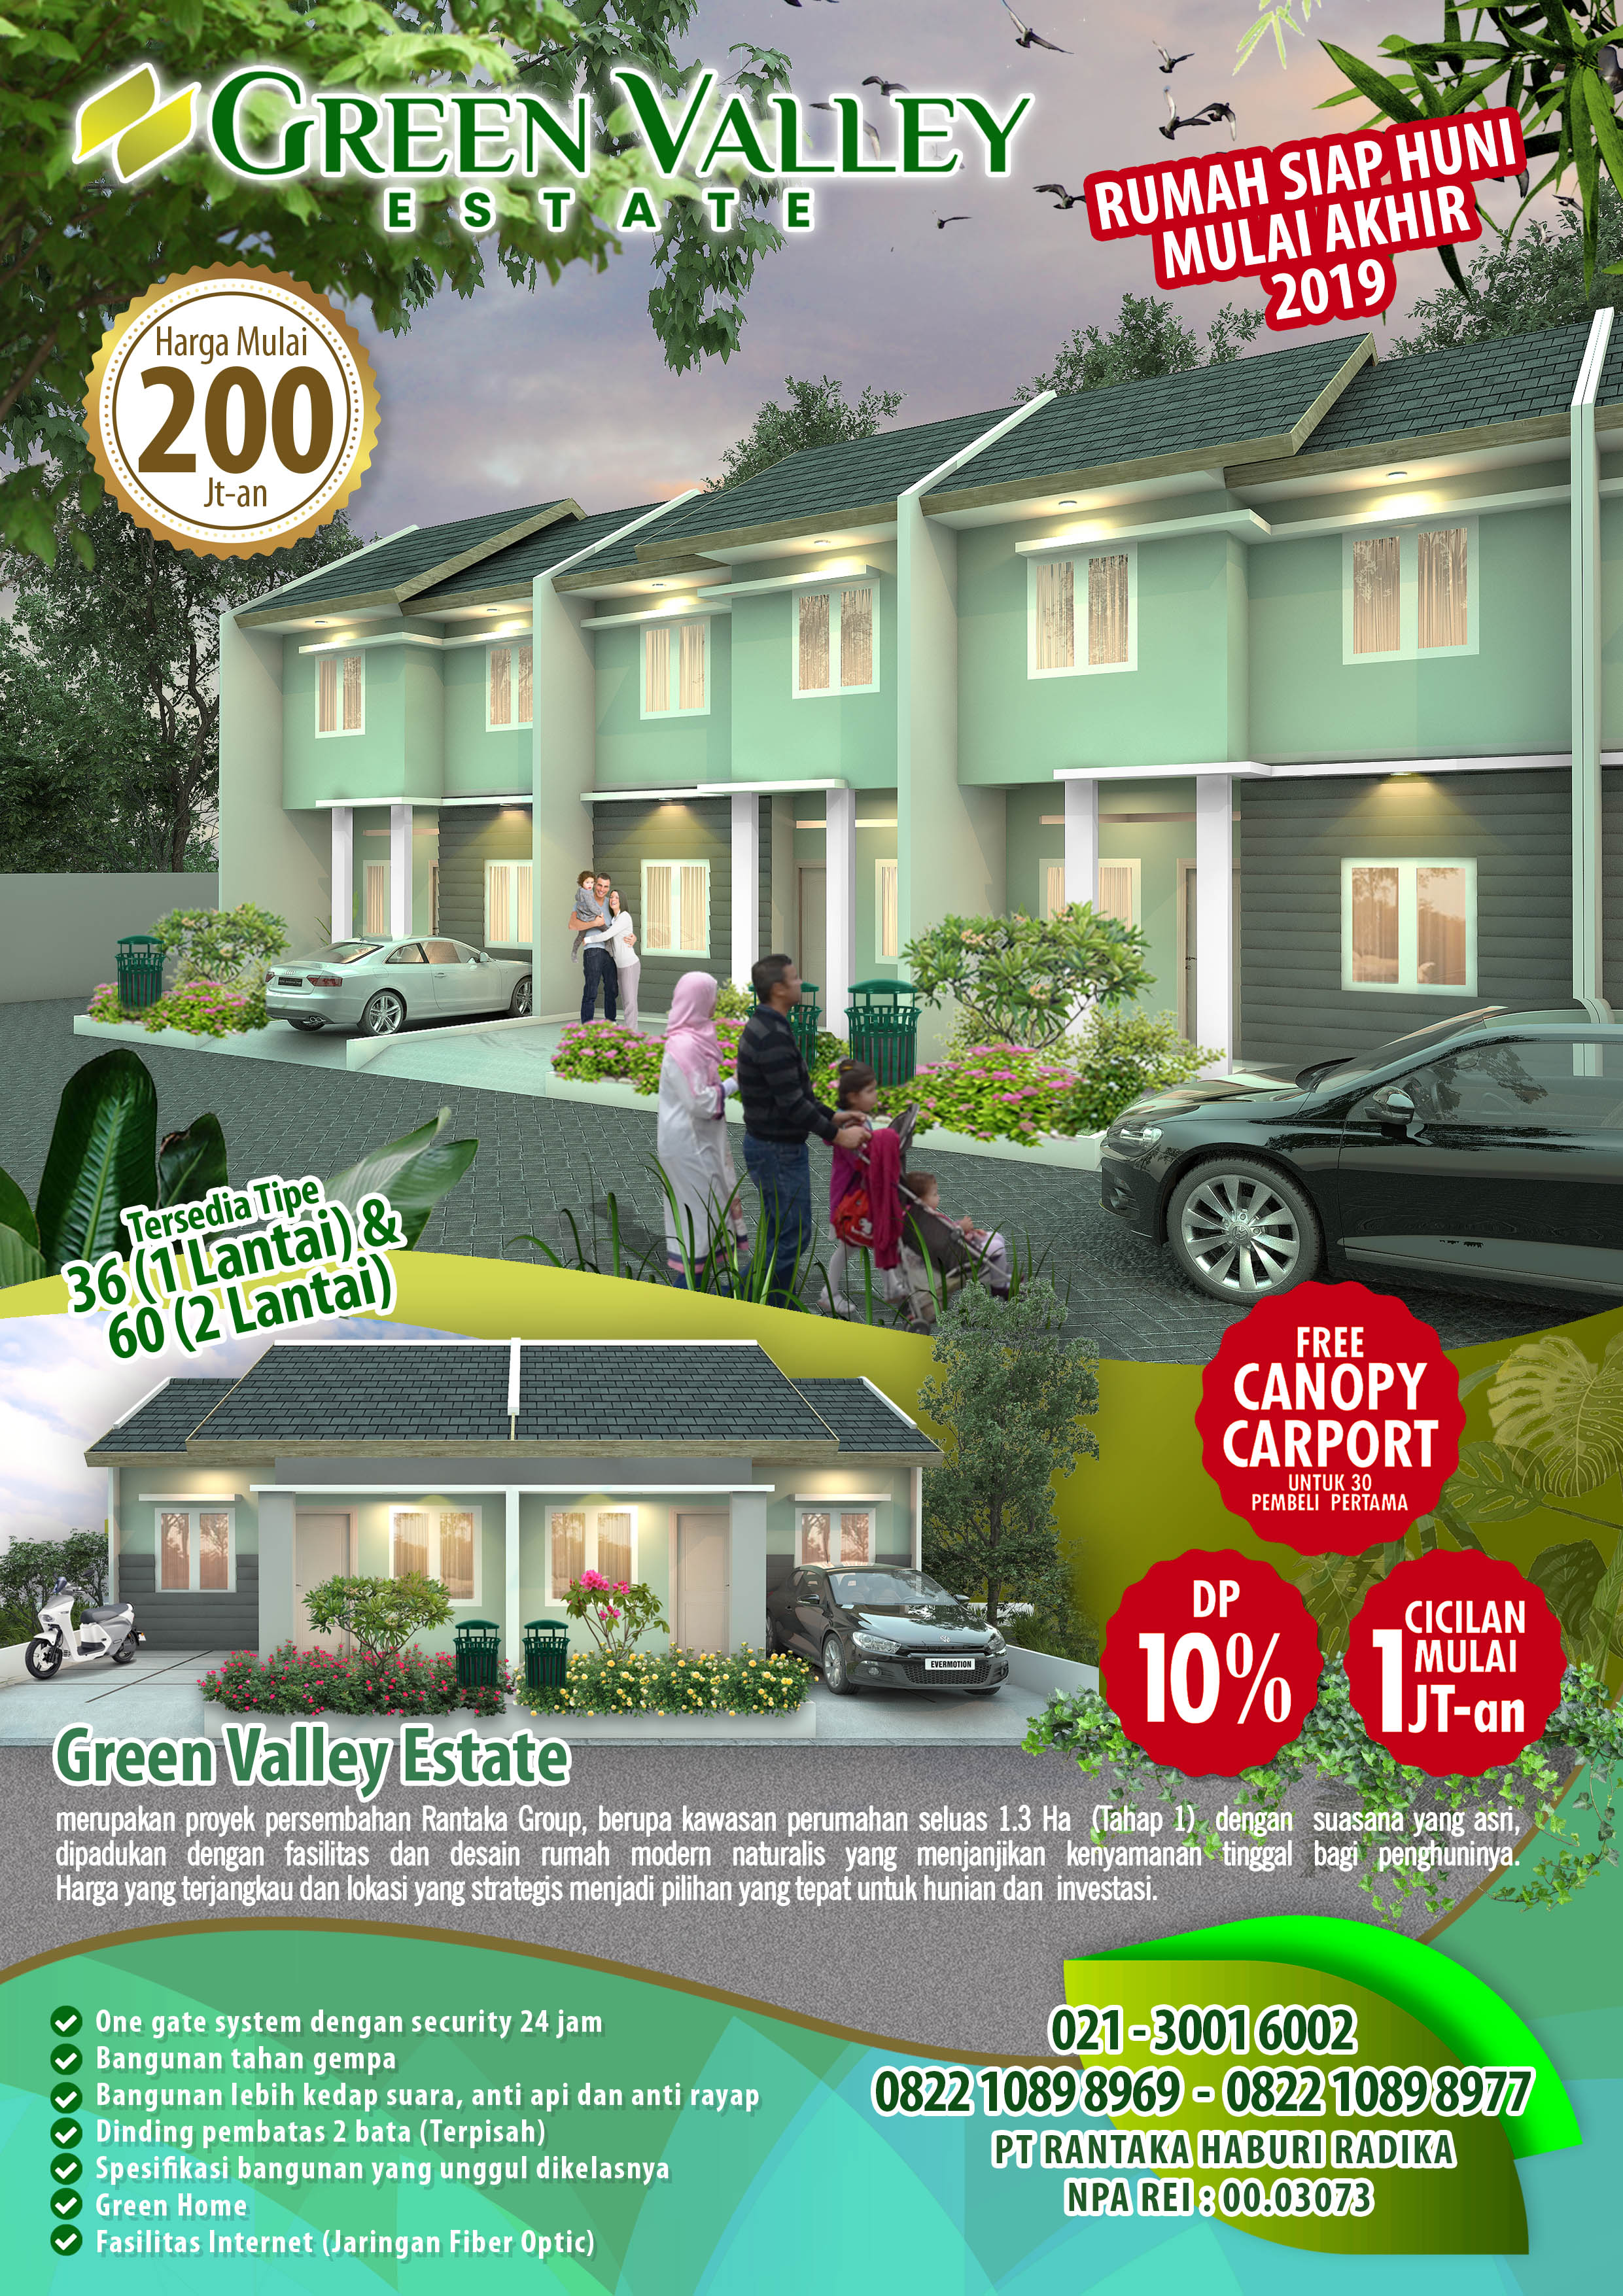 GREEN VALLEY
ESTATE
RUMAH SIAP HUNI
MULAI AKHIR
2019
Harga Mulai
200
Jt-an
Tersedia Tipe
36 (1 Lantai) &
60 (2 Lantai)
FREE
CANOPY
CARPORT
UNTUK 30
PEMBELI PERTAMA
DP
10%
CICILAN
MULAI
1 JT-an
EVERMOTION
Green Valley Estate
merupakan proyek persembahan Rantaka Group, berupa kawasan perumahan seluas 1.3 Ha (Tahap 1) dengan suasana yang asri,
dipadukan dengan fasilitas dan desain rumah modern naturalis yang menjanjikan kenyamanan tinggal bagi penghuninya.
Harga yang terjangkau dan lokasi yang strategis menjadi pilihan yang tepat untuk hunian dan investasi.
One gate system dengan security 24 jam
Bangunan tahan gempa
Bangunan lebih kedap suara, anti api dan anti rayap
Dinding pembatas 2 bata (Terpisah)
Spesifikasi bangunan yang unggul dikelasnya
Green Home
Fasilitas Internet (Jaringan Fiber Optic)
021 - 3001 6002
0822 1089 8969 - 0822 1089 8977
PT RANTAKA HABURI RADIKA
NPA REI : 00.03073